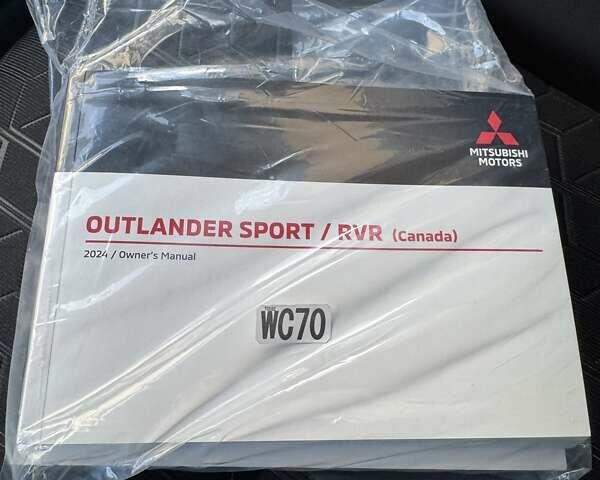 MITSUBISHI
MOTORS
OUTLANDER SPORT / RVR (Canada)
2024 / Owner's Manual
WC70